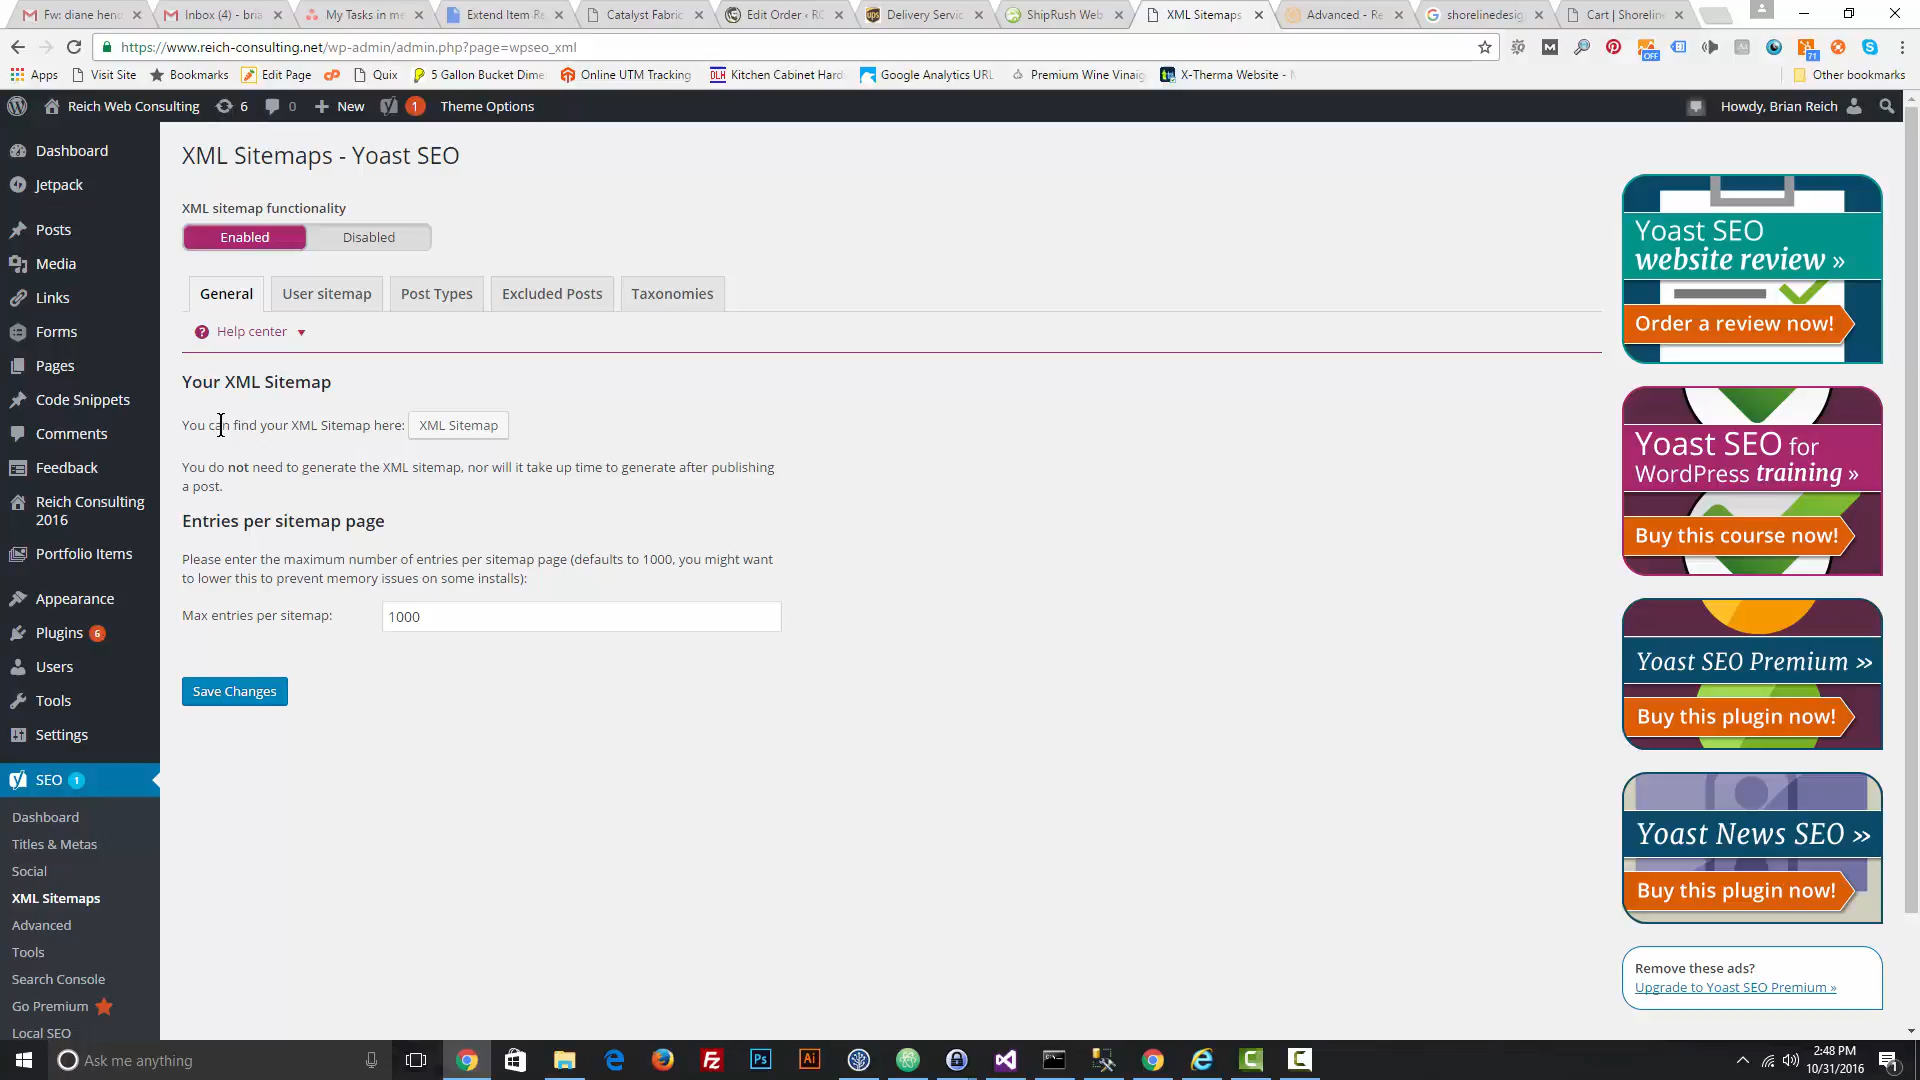 Fw: diane hend
Inbox (4) - bria
My Tasks in me
Extend Item Re
Catalyst Fabric
Edit Order ‹ RC
Delivery Servic
ShipRush Web
XML Sitemaps
Advanced - Re
shorelinedesig
Cart | Shoreline
https://www.reich-consulting.net/wp-admin/admin.php?page=wpseo_xml
OFF
71
Apps
Visit Site
Bookmarks
Edit Page
Quix
5 Gallon Bucket Dime
Online UTM Tracking
DLH
Kitchen Cabinet Hard
Google Analytics URL
Premium Wine Vinaig
X-Therma Website -
Other bookmarks
Reich Web Consulting
6
0
New
1
Theme Options
Howdy, Brian Reich
Dashboard
Jetpack
Posts
Media
Links
Forms
Pages
Code Snippets
Comments
Feedback
Reich Consulting
2016
Portfolio Items
Appearance
Plugins 6
Users
Tools
Settings
SEO 1
Dashboard
Titles & Metas
Social
XML Sitemaps
Advanced
Tools
Search Console
Go Premium
Local SEO
XML Sitemaps - Yoast SEO
XML sitemap functionality
Enabled
Disabled
General
User sitemap
Post Types
Excluded Posts
Taxonomies
Help center
Your XML Sitemap
You can find your XML Sitemap here:
XML Sitemap
You do not need to generate the XML sitemap, nor will it take up time to generate after publishing
a post.
Entries per sitemap page
Please enter the maximum number of entries per sitemap page (defaults to 1000, you might want
to lower this to prevent memory issues on some installs):
Max entries per sitemap:
1000
Save Changes
Yoast SEO
website review »
Order a review now!
Yoast SEO for
WordPress training »
Buy this course now!
Yoast SEO Premium »
Buy this plugin now!
Yoast News SEO »
Buy this plugin now!
Remove these ads?
Upgrade to Yoast SEO Premium »
Ask me anything
Ps
Ai
2:48 PM
10/31/2016
1